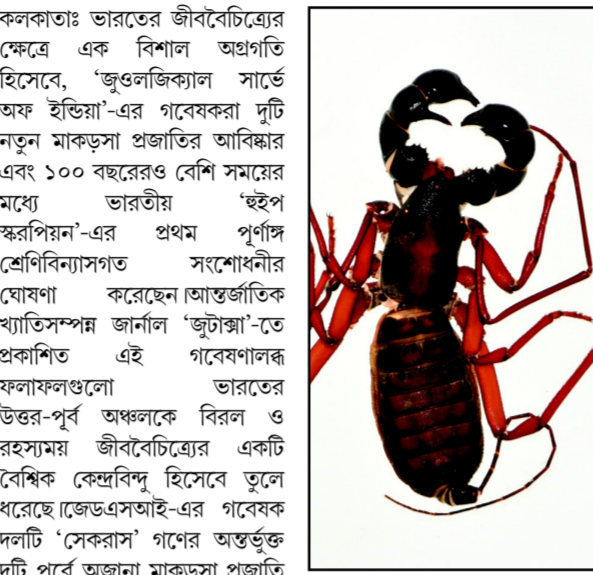 কলকাতাঃ ভারতের জীববৈচিত্র্যের
ক্ষেত্রে এক বিশাল অগ্রগতি
হিসেবে, ‘জুওলজিক্যাল সার্ভে
অফ ইন্ডিয়া’-এর গবেষকরা দুটি
নতুন মাকড়সা প্রজাতির আবিষ্কার
এবং ১০০ বছরেরও বেশি সময়ের
মধ্যে ভারতীয় ‘হুইপ
স্করপিয়ন’-এর প্রথম পূর্ণাঙ্গ
শ্রেণিবিন্যাসগত সংশোধনীর
ঘোষণা করেছেন।আন্তর্জাতিক
খ্যাতিসম্পন্ন জার্নাল ‘জুটাক্সা’-তে
প্রকাশিত এই গবেষণালব্ধ
ফলাফলগুলো ভারতের
উত্তর-পূর্ব অঞ্চলকে বিরল ও
রহস্যময় জীববৈচিত্র্যের একটি
বৈশ্বিক কেন্দ্রবিন্দু হিসেবে তুলে
ধরেছে।জেডএসআই-এর গবেষক
দলটি ‘সেকরাস’ গণের অন্তর্ভুক্ত
দুটি পূর্বে অজানা মাকড়সা প্রজাতি